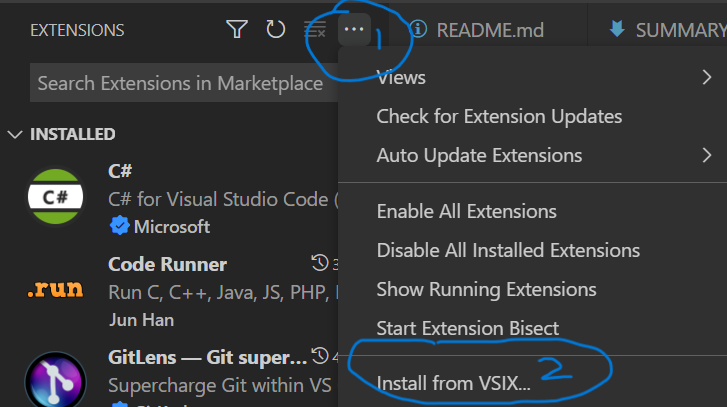 EXTENSIONS
1
README.md
SUMMARY
Search Extensions in Marketplace
Views
Check for Extension Updates
Auto Update Extensions
INSTALLED
C#
C#
C# for Visual Studio Code (
Microsoft
Enable All Extensions
Disable All Installed Extensions
Show Running Extensions
Start Extension Bisect
Install from VSIX...
2
Code Runner
.run
Run C, C++, Java, JS, PHP,
Jun Han
GitLens — Git super...
4
Supercharge Git within VS